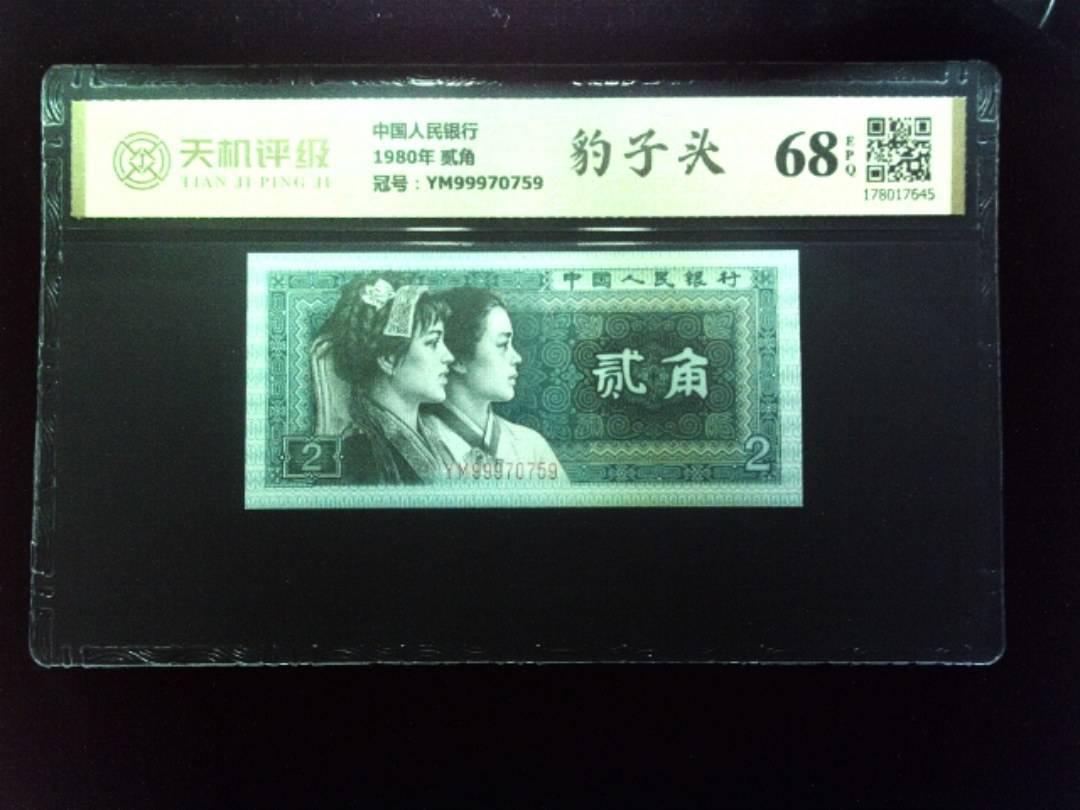 天机评级
TIAN JI PING JI
中国人民银行
1980年 贰角
冠号：YM99970759
豹子头
68
EPQ
178017645
中国人民银行
贰角
2
YM99970759
2